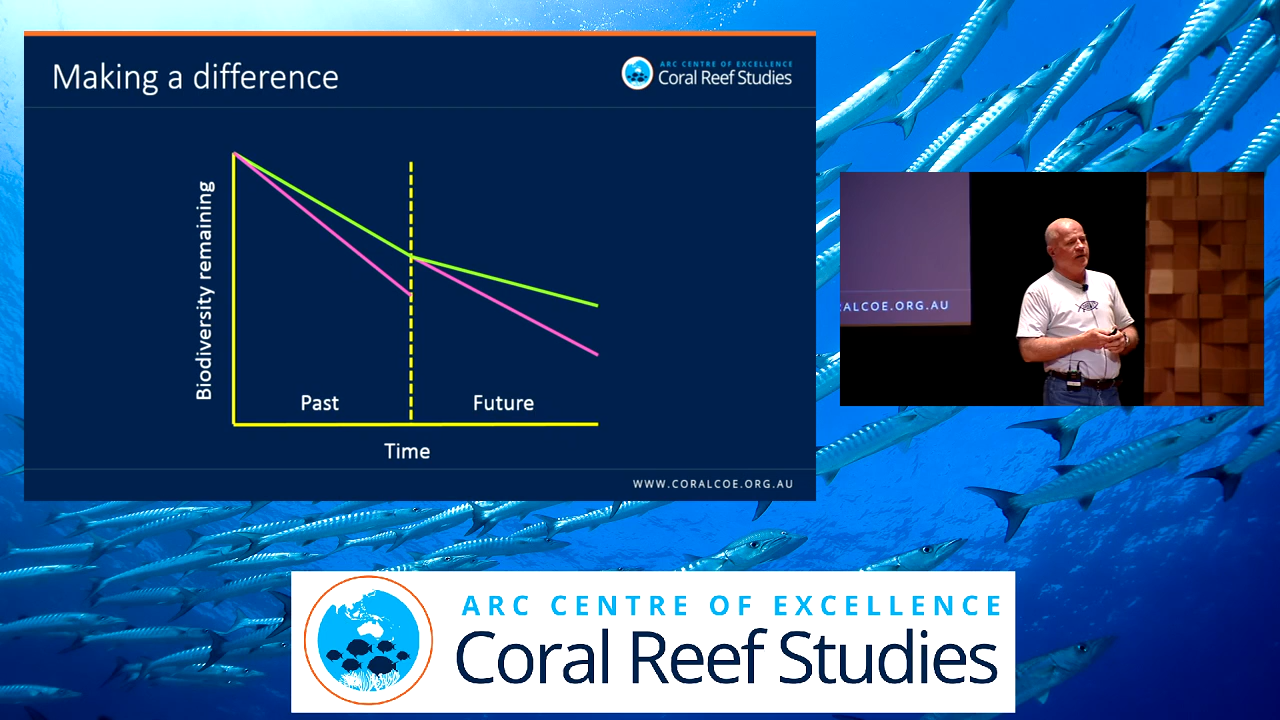 Making a difference
ARC CENTRE OF EXCELLENCE
Coral Reef Studies
Biodiversity remaining
Past
Future
Time
WWW.CORALCOE.ORG.AU
ALCOE.ORG.AU
ARC CENTRE OF EXCELLENCE
Coral Reef Studies